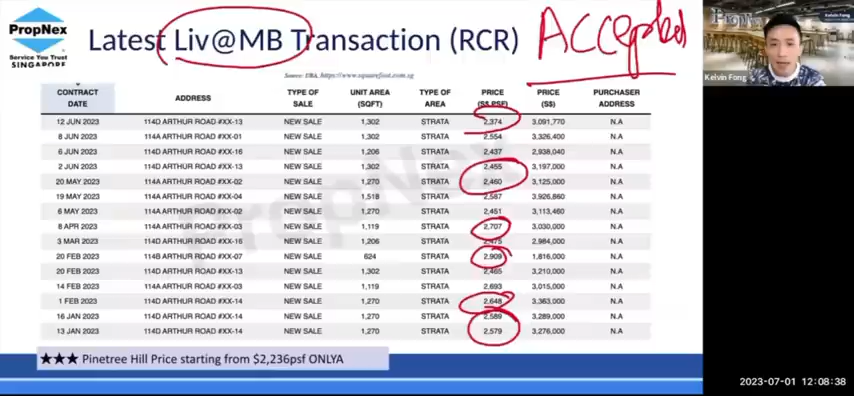 PropNex
Service You Trust
SINGAPORE
Latest Liv@MB Transaction (RCR)
Accepted
Source: URA, https://www.squarefoot.com.sg
CONTRACT DATE ADDRESS TYPE OF SALE UNIT AREA (SQFT) TYPE OF AREA PRICE (S$ PSF) PRICE (S$) PURCHASER ADDRESS
12 JUN 2023 114D ARTHUR ROAD #XX-13 NEW SALE 1,302 STRATA 2,374 3,091,770 N.A
8 JUN 2023 114A ARTHUR ROAD #XX-01 NEW SALE 1,302 STRATA 2,554 3,326,400 N.A
6 JUN 2023 114D ARTHUR ROAD #XX-16 NEW SALE 1,206 STRATA 2,437 2,938,040 N.A
2 JUN 2023 114D ARTHUR ROAD #XX-13 NEW SALE 1,302 STRATA 2,455 3,197,000 N.A
20 MAY 2023 114A ARTHUR ROAD #XX-02 NEW SALE 1,270 STRATA 2,460 3,125,000 N.A
19 MAY 2023 114A ARTHUR ROAD #XX-04 NEW SALE 1,518 STRATA 2,587 3,926,860 N.A
6 MAY 2023 114A ARTHUR ROAD #XX-02 NEW SALE 1,270 STRATA 2,451 3,113,460 N.A
8 APR 2023 114A ARTHUR ROAD #XX-03 NEW SALE 1,119 STRATA 2,707 3,030,000 N.A
3 MAR 2023 114D ARTHUR ROAD #XX-16 NEW SALE 1,206 STRATA 2,475 2,984,000 N.A
20 FEB 2023 114B ARTHUR ROAD #XX-07 NEW SALE 624 STRATA 2,909 1,816,000 N.A
20 FEB 2023 114D ARTHUR ROAD #XX-13 NEW SALE 1,302 STRATA 2,465 3,210,000 N.A
14 FEB 2023 114A ARTHUR ROAD #XX-03 NEW SALE 1,119 STRATA 2,693 3,015,000 N.A
1 FEB 2023 114D ARTHUR ROAD #XX-14 NEW SALE 1,270 STRATA 2,648 3,363,000 N.A
16 JAN 2023 114D ARTHUR ROAD #XX-14 NEW SALE 1,270 STRATA 2,589 3,289,000 N.A
13 JAN 2023 114D ARTHUR ROAD #XX-14 NEW SALE 1,270 STRATA 2,579 3,276,000 N.A
PropNex
★★★ Pinetree Hill Price starting from $2,236psf ONLYA
Kelvin Fong
Kelvin Fong
2023-07-01 12:08:38